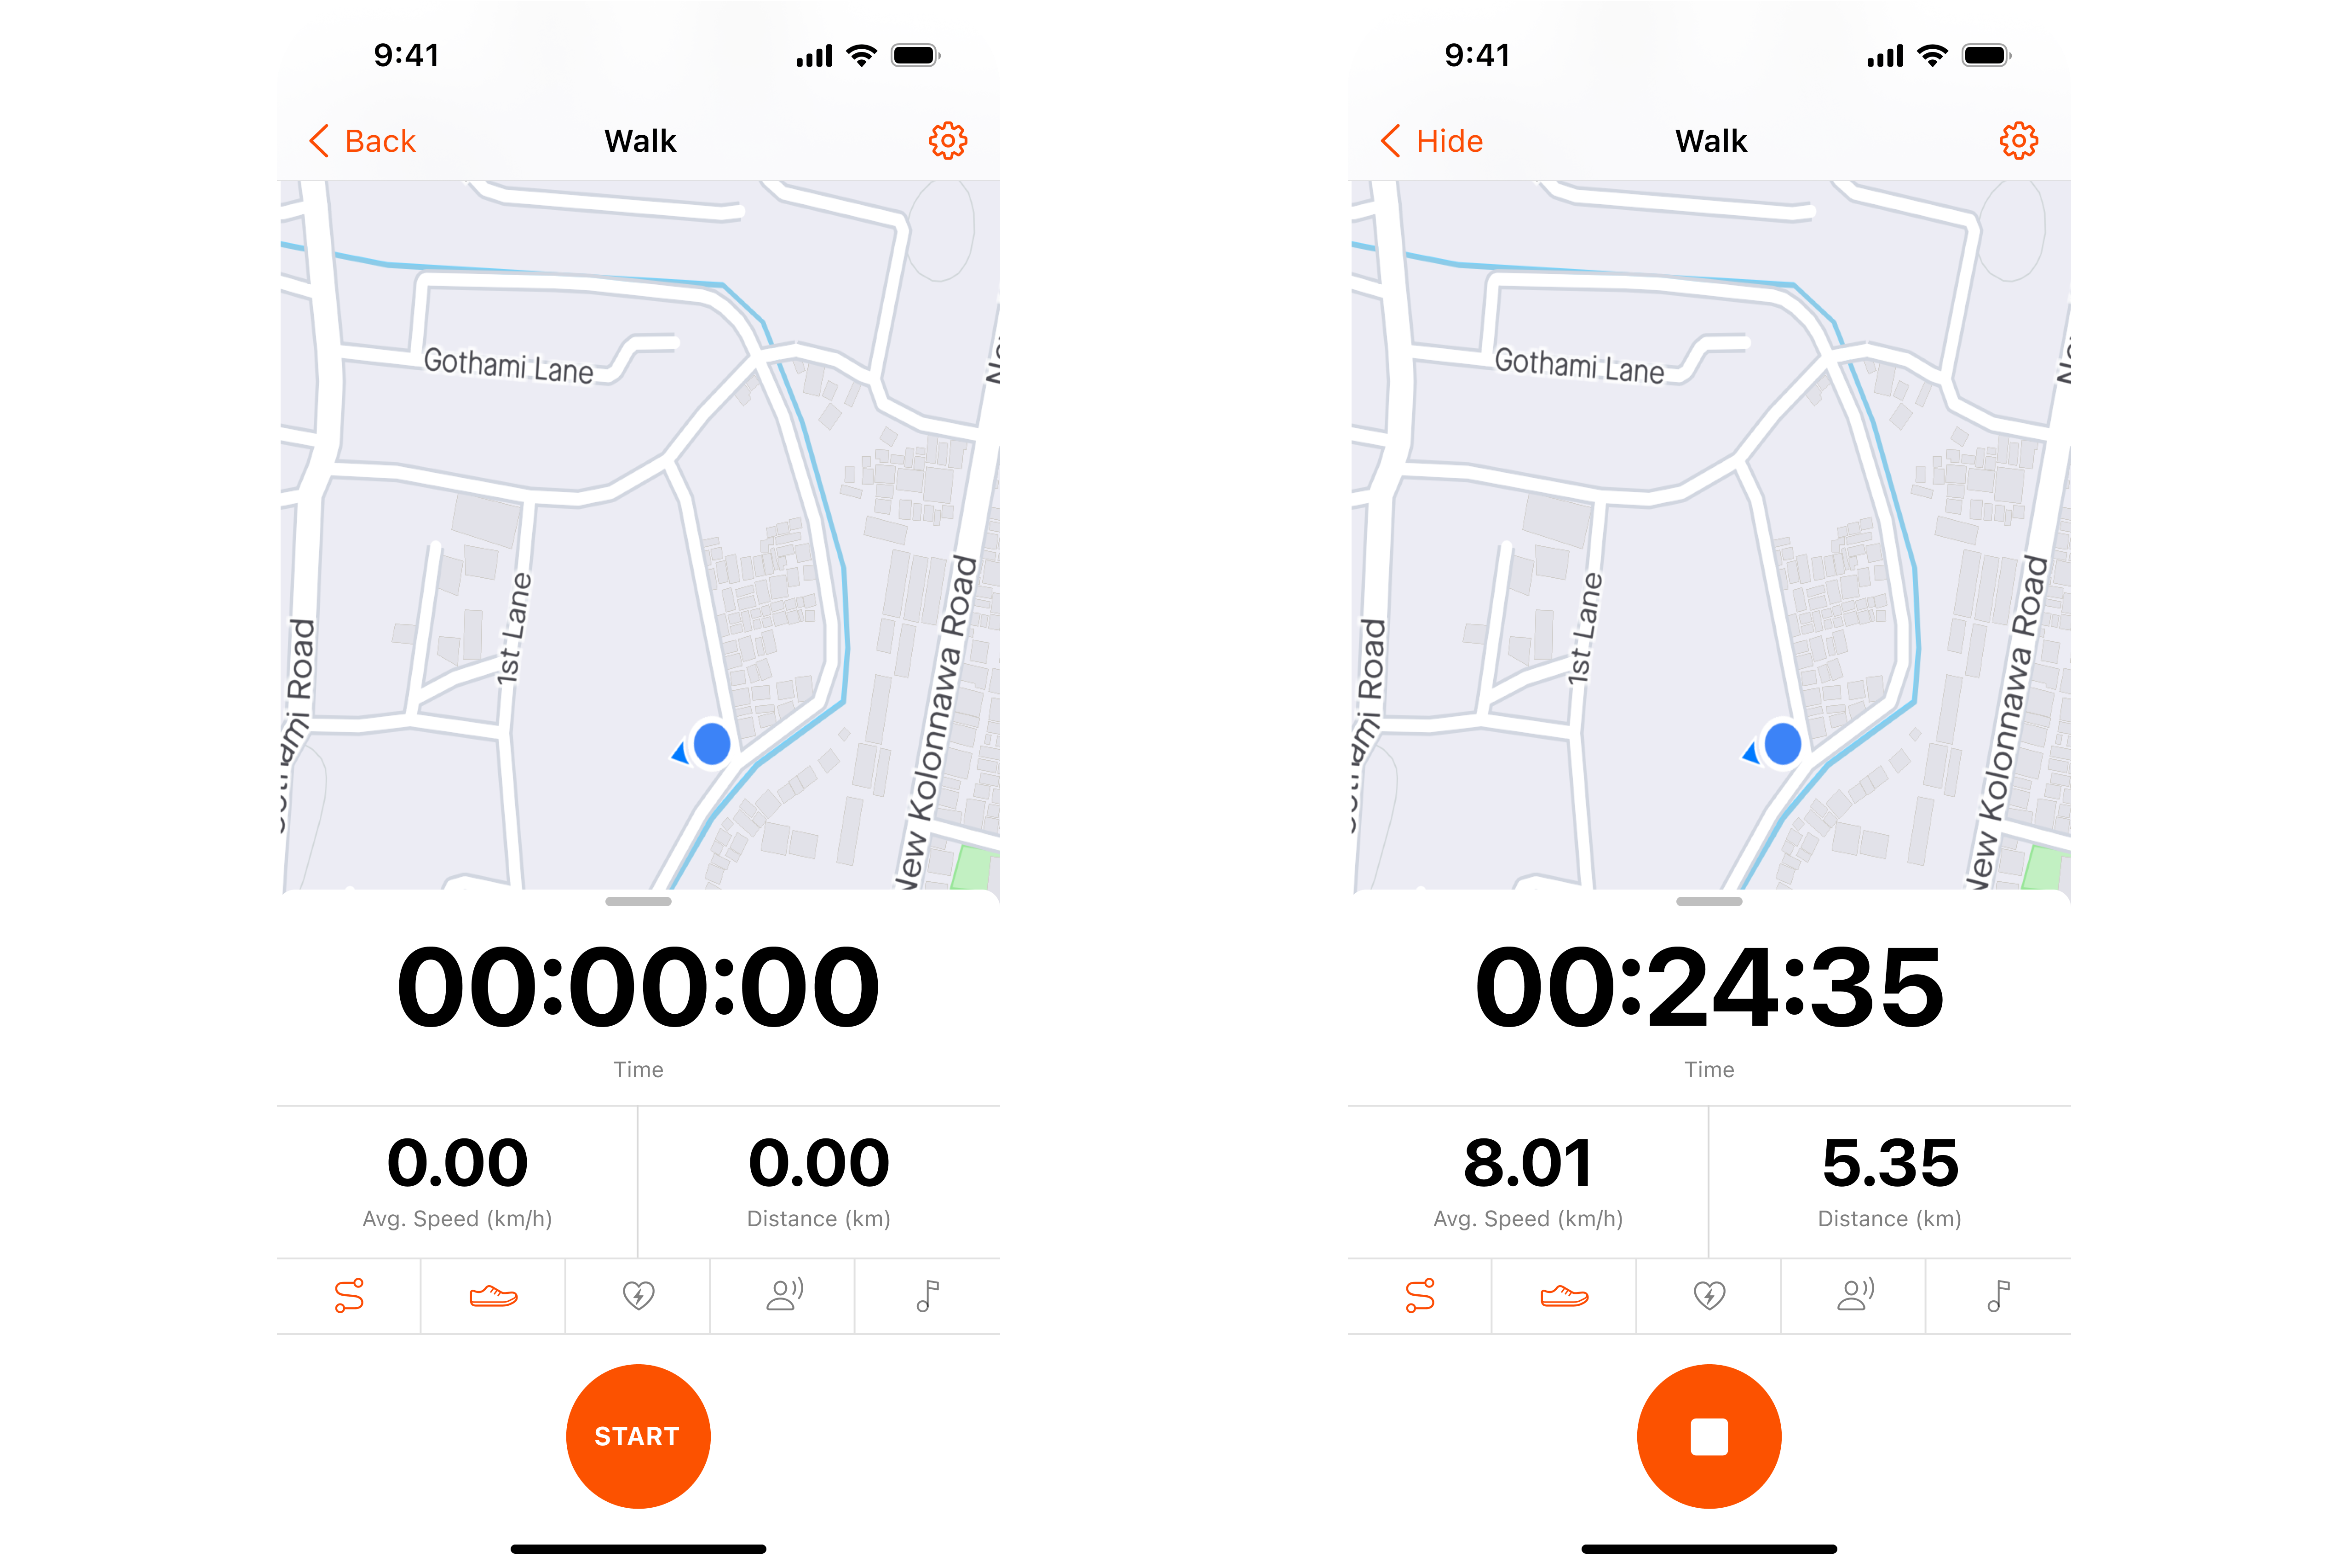 9:41
Back
Walk
Gothami Lane
1st Lane
Road
New Kolonnawa Road
00:00:00
Time
0.00
0.00
Avg. Speed (km/h)
Distance (km)
START
9:41
Hide
Walk
Gothami Lane
1st Lane
Road
New Kolonnawa Road
00:24:35
Time
8.01
5.35
Avg. Speed (km/h)
Distance (km)